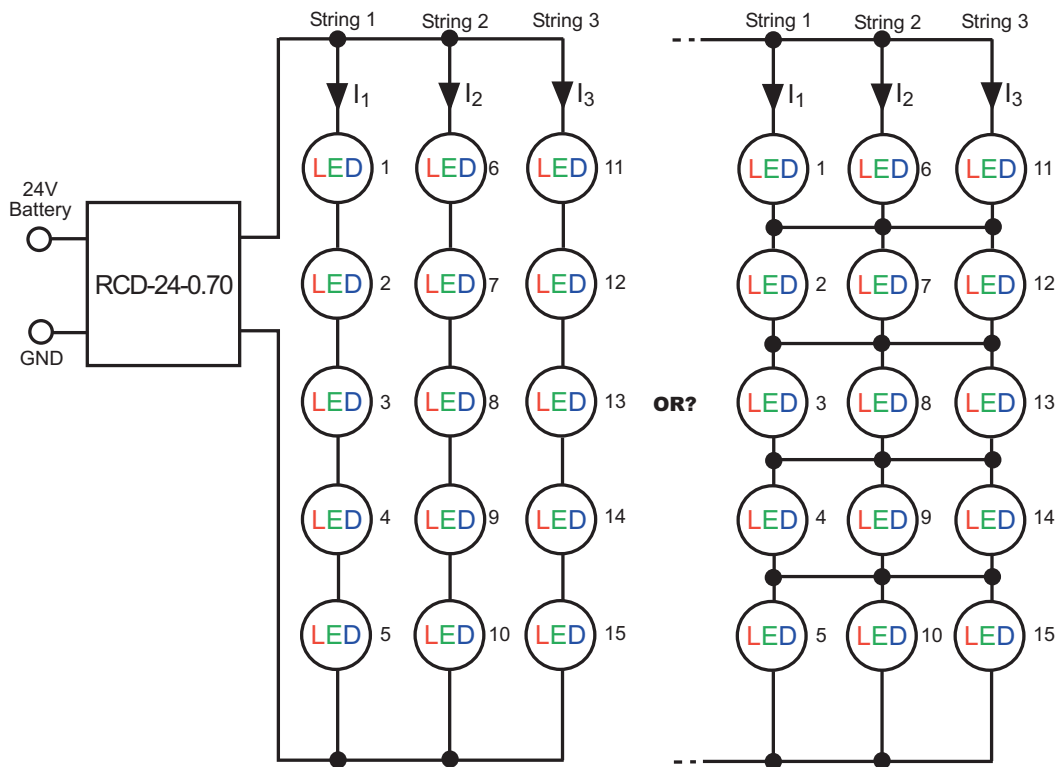 String 1 String 2 String 3 String 1 String 2 String 3
I1 I2 I3 I1 I2 I3
LED 1 LED 6 LED 11 LED 1 LED 6 LED 11
24V
Battery
RCD-24-0.70
LED 2 LED 7 LED 12 LED 2 LED 7 LED 12
GND
LED 3 LED 8 LED 13 OR? LED 3 LED 8 LED 13
LED 4 LED 9 LED 14 LED 4 LED 9 LED 14
LED 5 LED 10 LED 15 LED 5 LED 10 LED 15